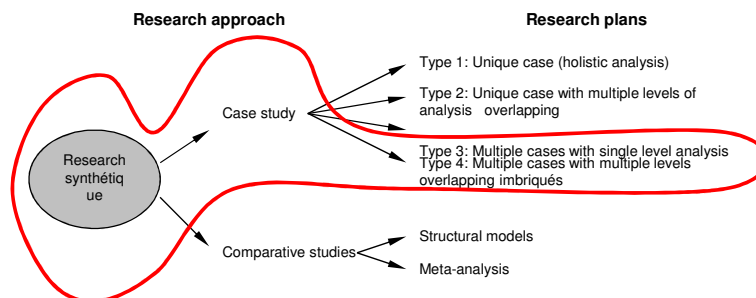 Research approach
Research plans
Type 1: Unique case (holistic analysis)
Type 2: Unique case with multiple levels of
analysis overlapping
Case study
Type 3: Multiple cases with single level analysis
Type 4: Multiple cases with multiple levels
overlapping imbriqués
Research
synthétiq
ue
Structural models
Comparative studies
Meta-analysis